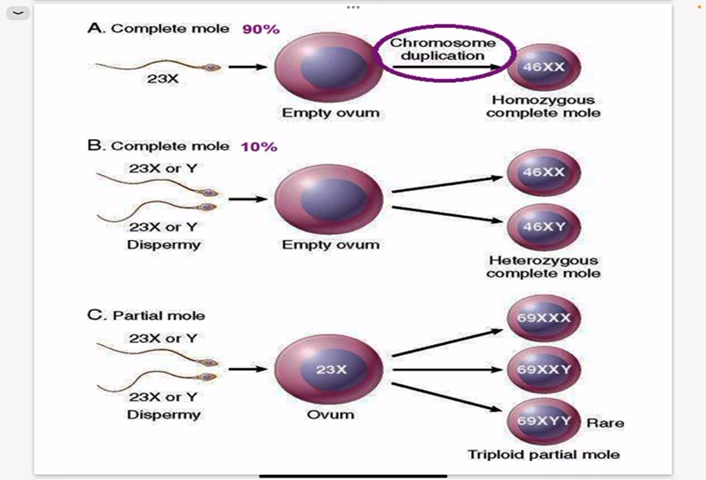 A. Complete mole 90%
23X
Empty ovum
Chromosome
duplication
46XX
Homozygous
complete mole
B. Complete mole 10%
23X or Y
23X or Y
Dispermy
Empty ovum
46XX
46XY
Heterozygous
complete mole
C. Partial mole
23X or Y
23X or Y
Dispermy
23X
Ovum
69XXX
69XXY
69XYY Rare
Triploid partial mole